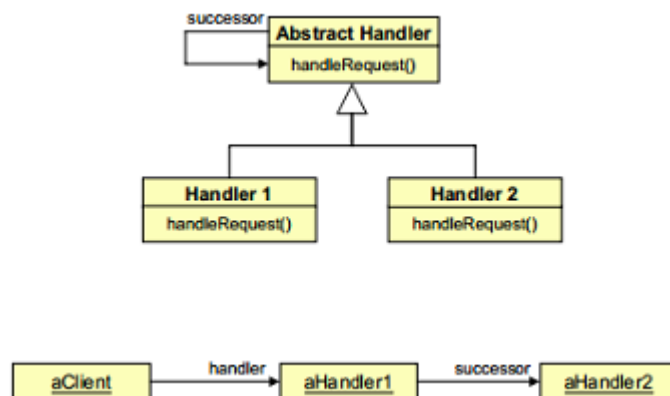 successor
Abstract Handler
handleRequest()
Handler 1
Handler 2
handleRequest()
handleRequest()
handler
successor
aClient
aHandler1
aHandler2